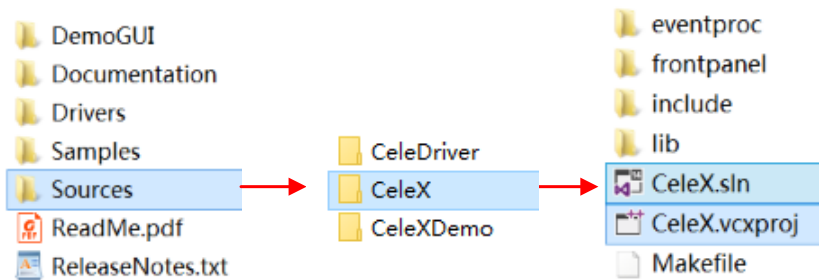 DemoGUI
Documentation
Drivers
Samples
Sources
ReadMe.pdf
ReleaseNotes.txt
CeleDriver
CeleX
CeleXDemo
eventproc
frontpanel
include
lib
CeleX.sln
CeleX.vcxproj
Makefile